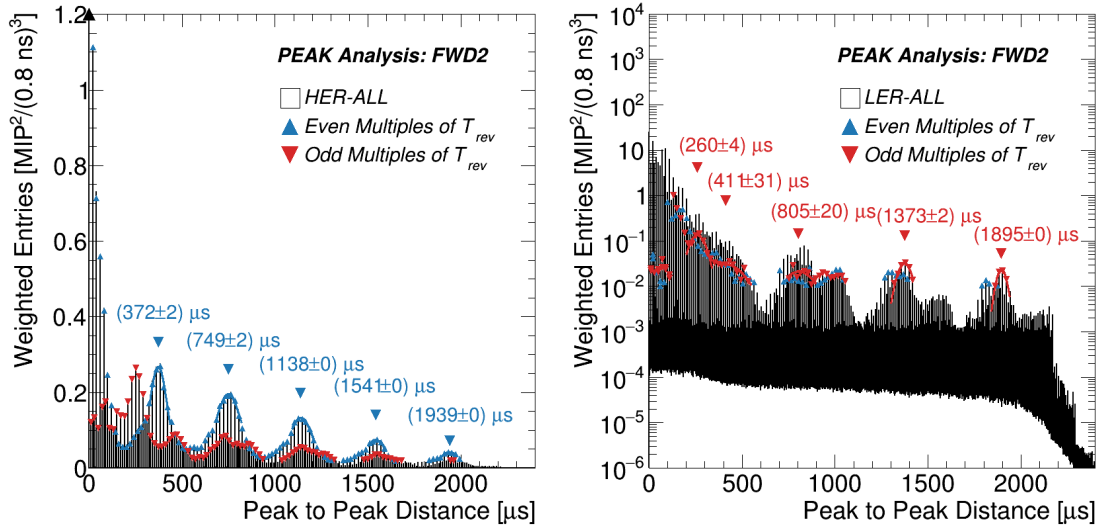 Weighted Entries [MIP²/(0.8 ns)³]
1.2
1
0.8
0.6
0.4
0.2
0
PEAK Analysis: FWD2
HER-ALL
Even Multiples of T_rev
Odd Multiples of T_rev
(372±2) μs
(749±2) μs
(1138±0) μs
(1541±0) μs
(1939±0) μs
0 500 1000 1500 2000
Peak to Peak Distance [μs]
Weighted Entries [MIP²/(0.8 ns)³]
10⁴
10³
10²
10
1
10⁻¹
10⁻²
10⁻³
10⁻⁴
10⁻⁵
10⁻⁶
PEAK Analysis: FWD2
LER-ALL
Even Multiples of T_rev
Odd Multiples of T_rev
(260±4) μs
(411±31) μs
(805±20) μs
(1373±2) μs
(1895±0) μs
0 500 1000 1500 2000
Peak to Peak Distance [μs]